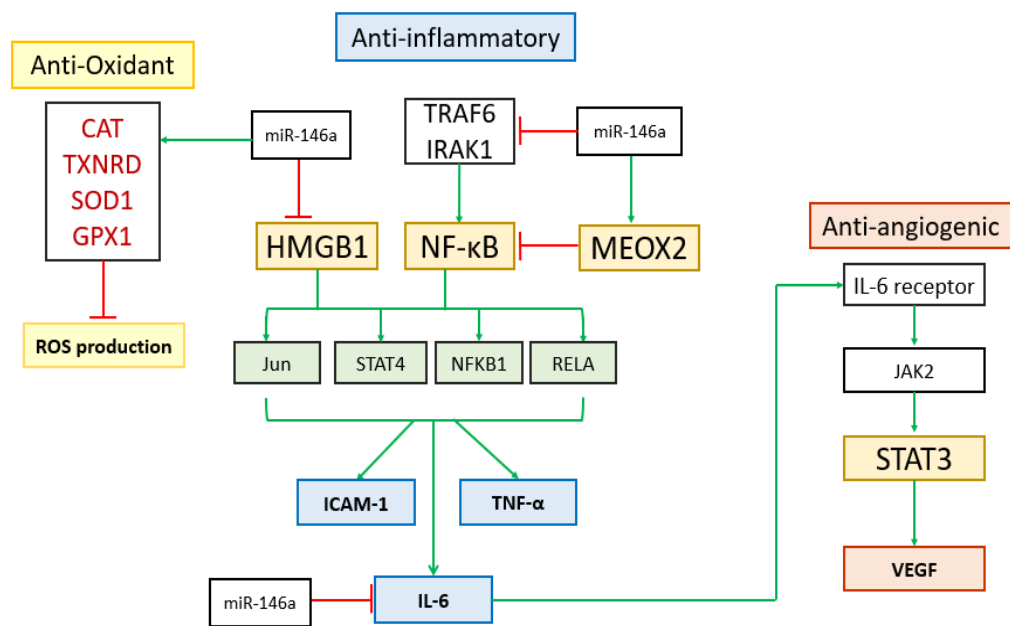 Anti-inflammatory
Anti-Oxidant
CAT
TXNRD
SOD1
GPX1
miR-146a
TRAF6
IRAK1
miR-146a
HMGB1
NF-κB
MEOX2
Anti-angiogenic
IL-6 receptor
ROS production
Jun
STAT4
NFKB1
RELA
JAK2
STAT3
ICAM-1
TNF-α
VEGF
miR-146a
IL-6